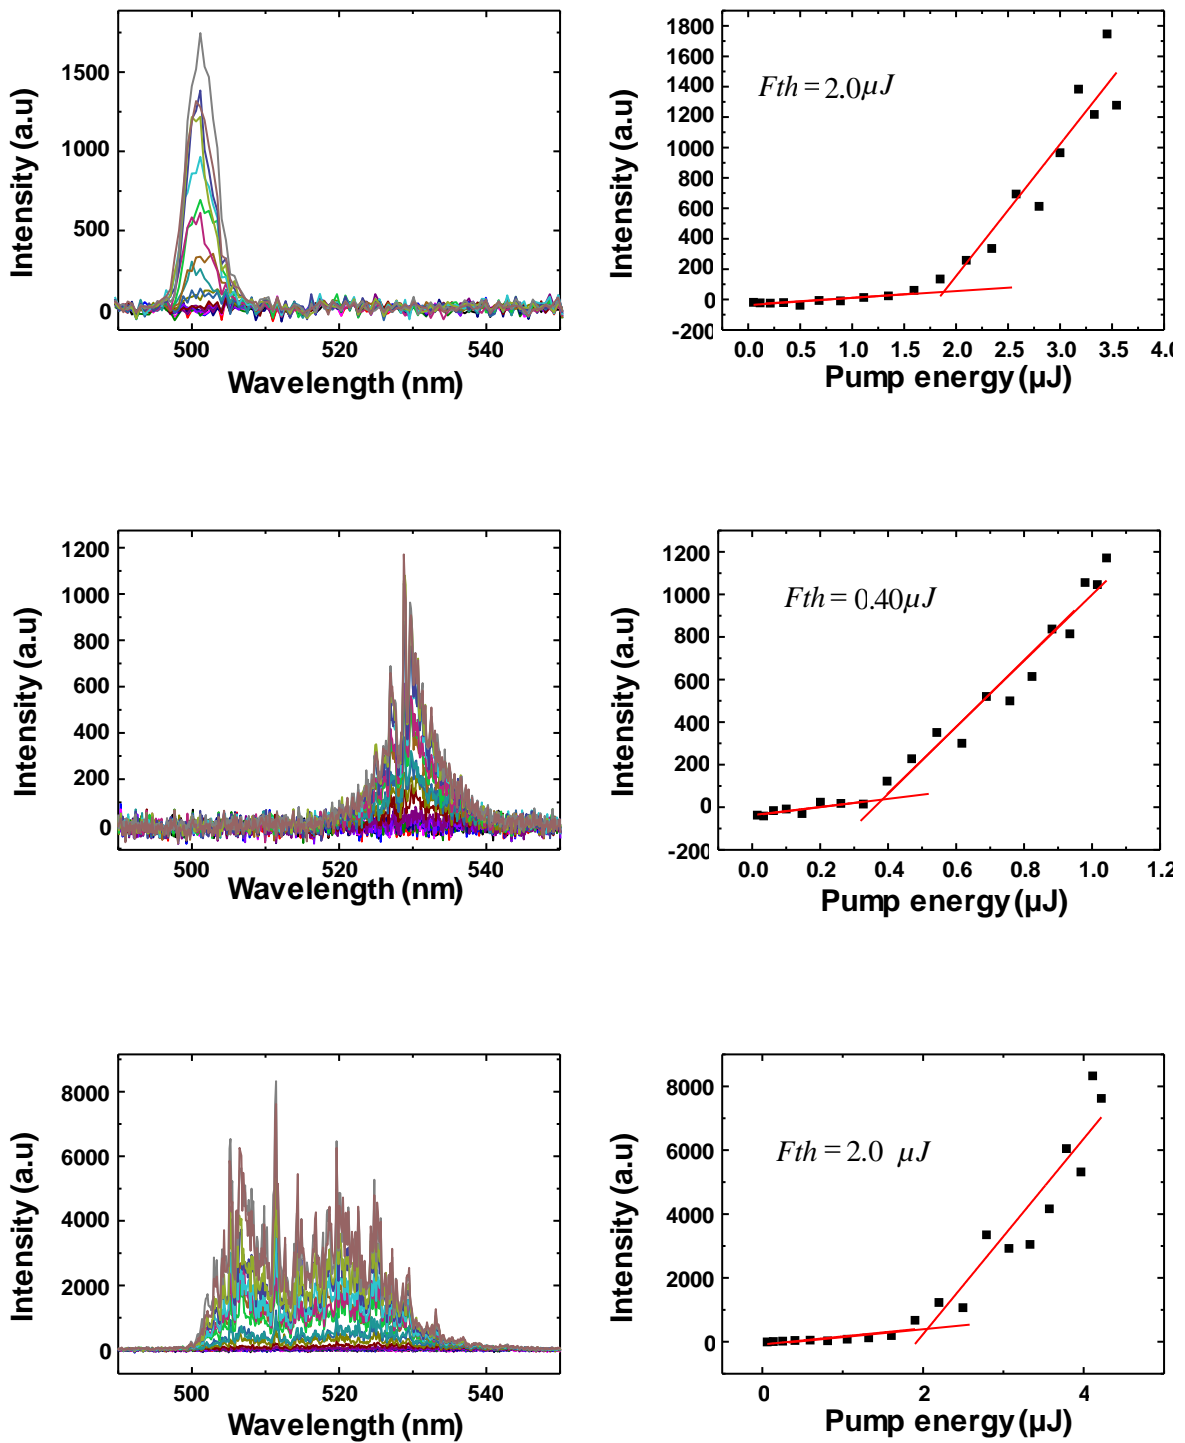 Intensity (a.u)
1500
1000
500
0
500
520
540
Wavelength (nm)
Intensity (a.u)
1800
1600
1400
1200
1000
800
600
400
200
0
-200
Fth = 2.0μJ
0.0 0.5 1.0 1.5 2.0 2.5 3.0 3.5 4.0
Pump energy (μJ)
Intensity (a.u)
1200
1000
800
600
400
200
0
500
520
540
Wavelength (nm)
Intensity (a.u)
1200
1000
800
600
400
200
0
-200
Fth = 0.40μJ
0.0 0.2 0.4 0.6 0.8 1.0 1.2
Pump energy (μJ)
Intensity (a.u)
8000
6000
4000
2000
0
500
520
540
Wavelength (nm)
Intensity (a.u)
8000
6000
4000
2000
0
Fth = 2.0 μJ
0 2 4
Pump energy (μJ)